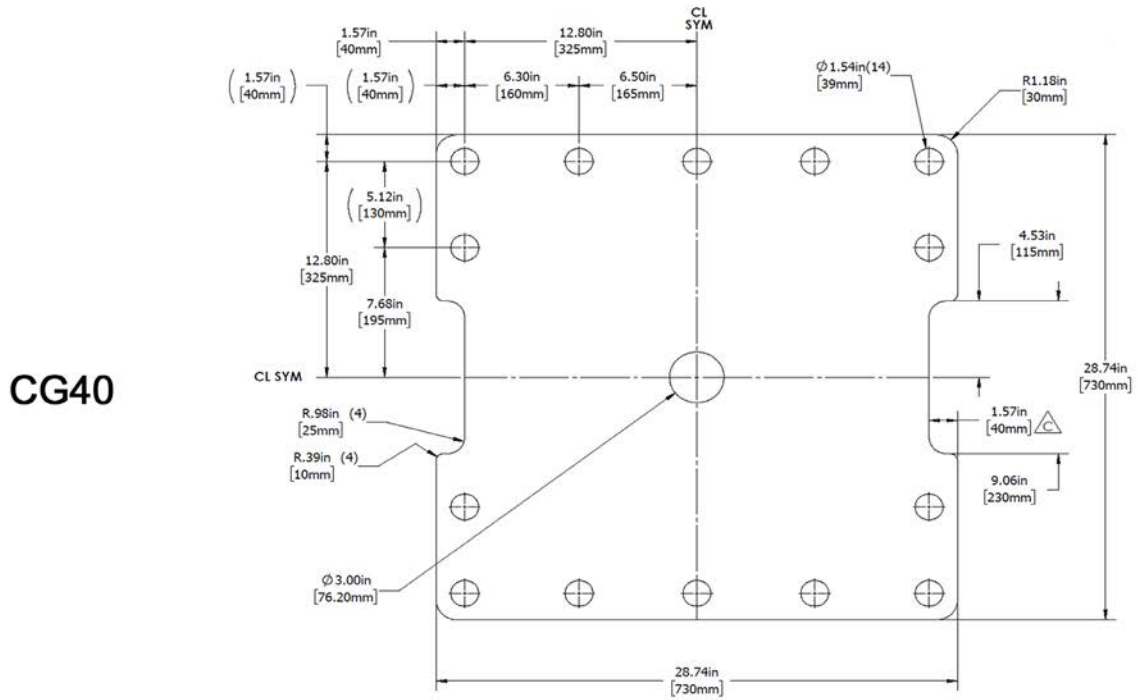 CL
SYM
1.57in
[40mm]
12.80in
[325mm]
( 1.57in
[40mm] )
( 1.57in
[40mm] )
6.30in
[160mm]
6.50in
[165mm]
Ø1.54in(14)
[39mm]
R1.18in
[30mm]
( 5.12in
[130mm] )
12.80in
[325mm]
7.68in
[195mm]
4.53in
[115mm]
CG40
CL SYM
28.74in
[730mm]
R.98in (4)
[25mm]
1.57in
[40mm] C
R.39in (4)
[10mm]
9.06in
[230mm]
Ø3.00in
[76.20mm]
28.74in
[730mm]